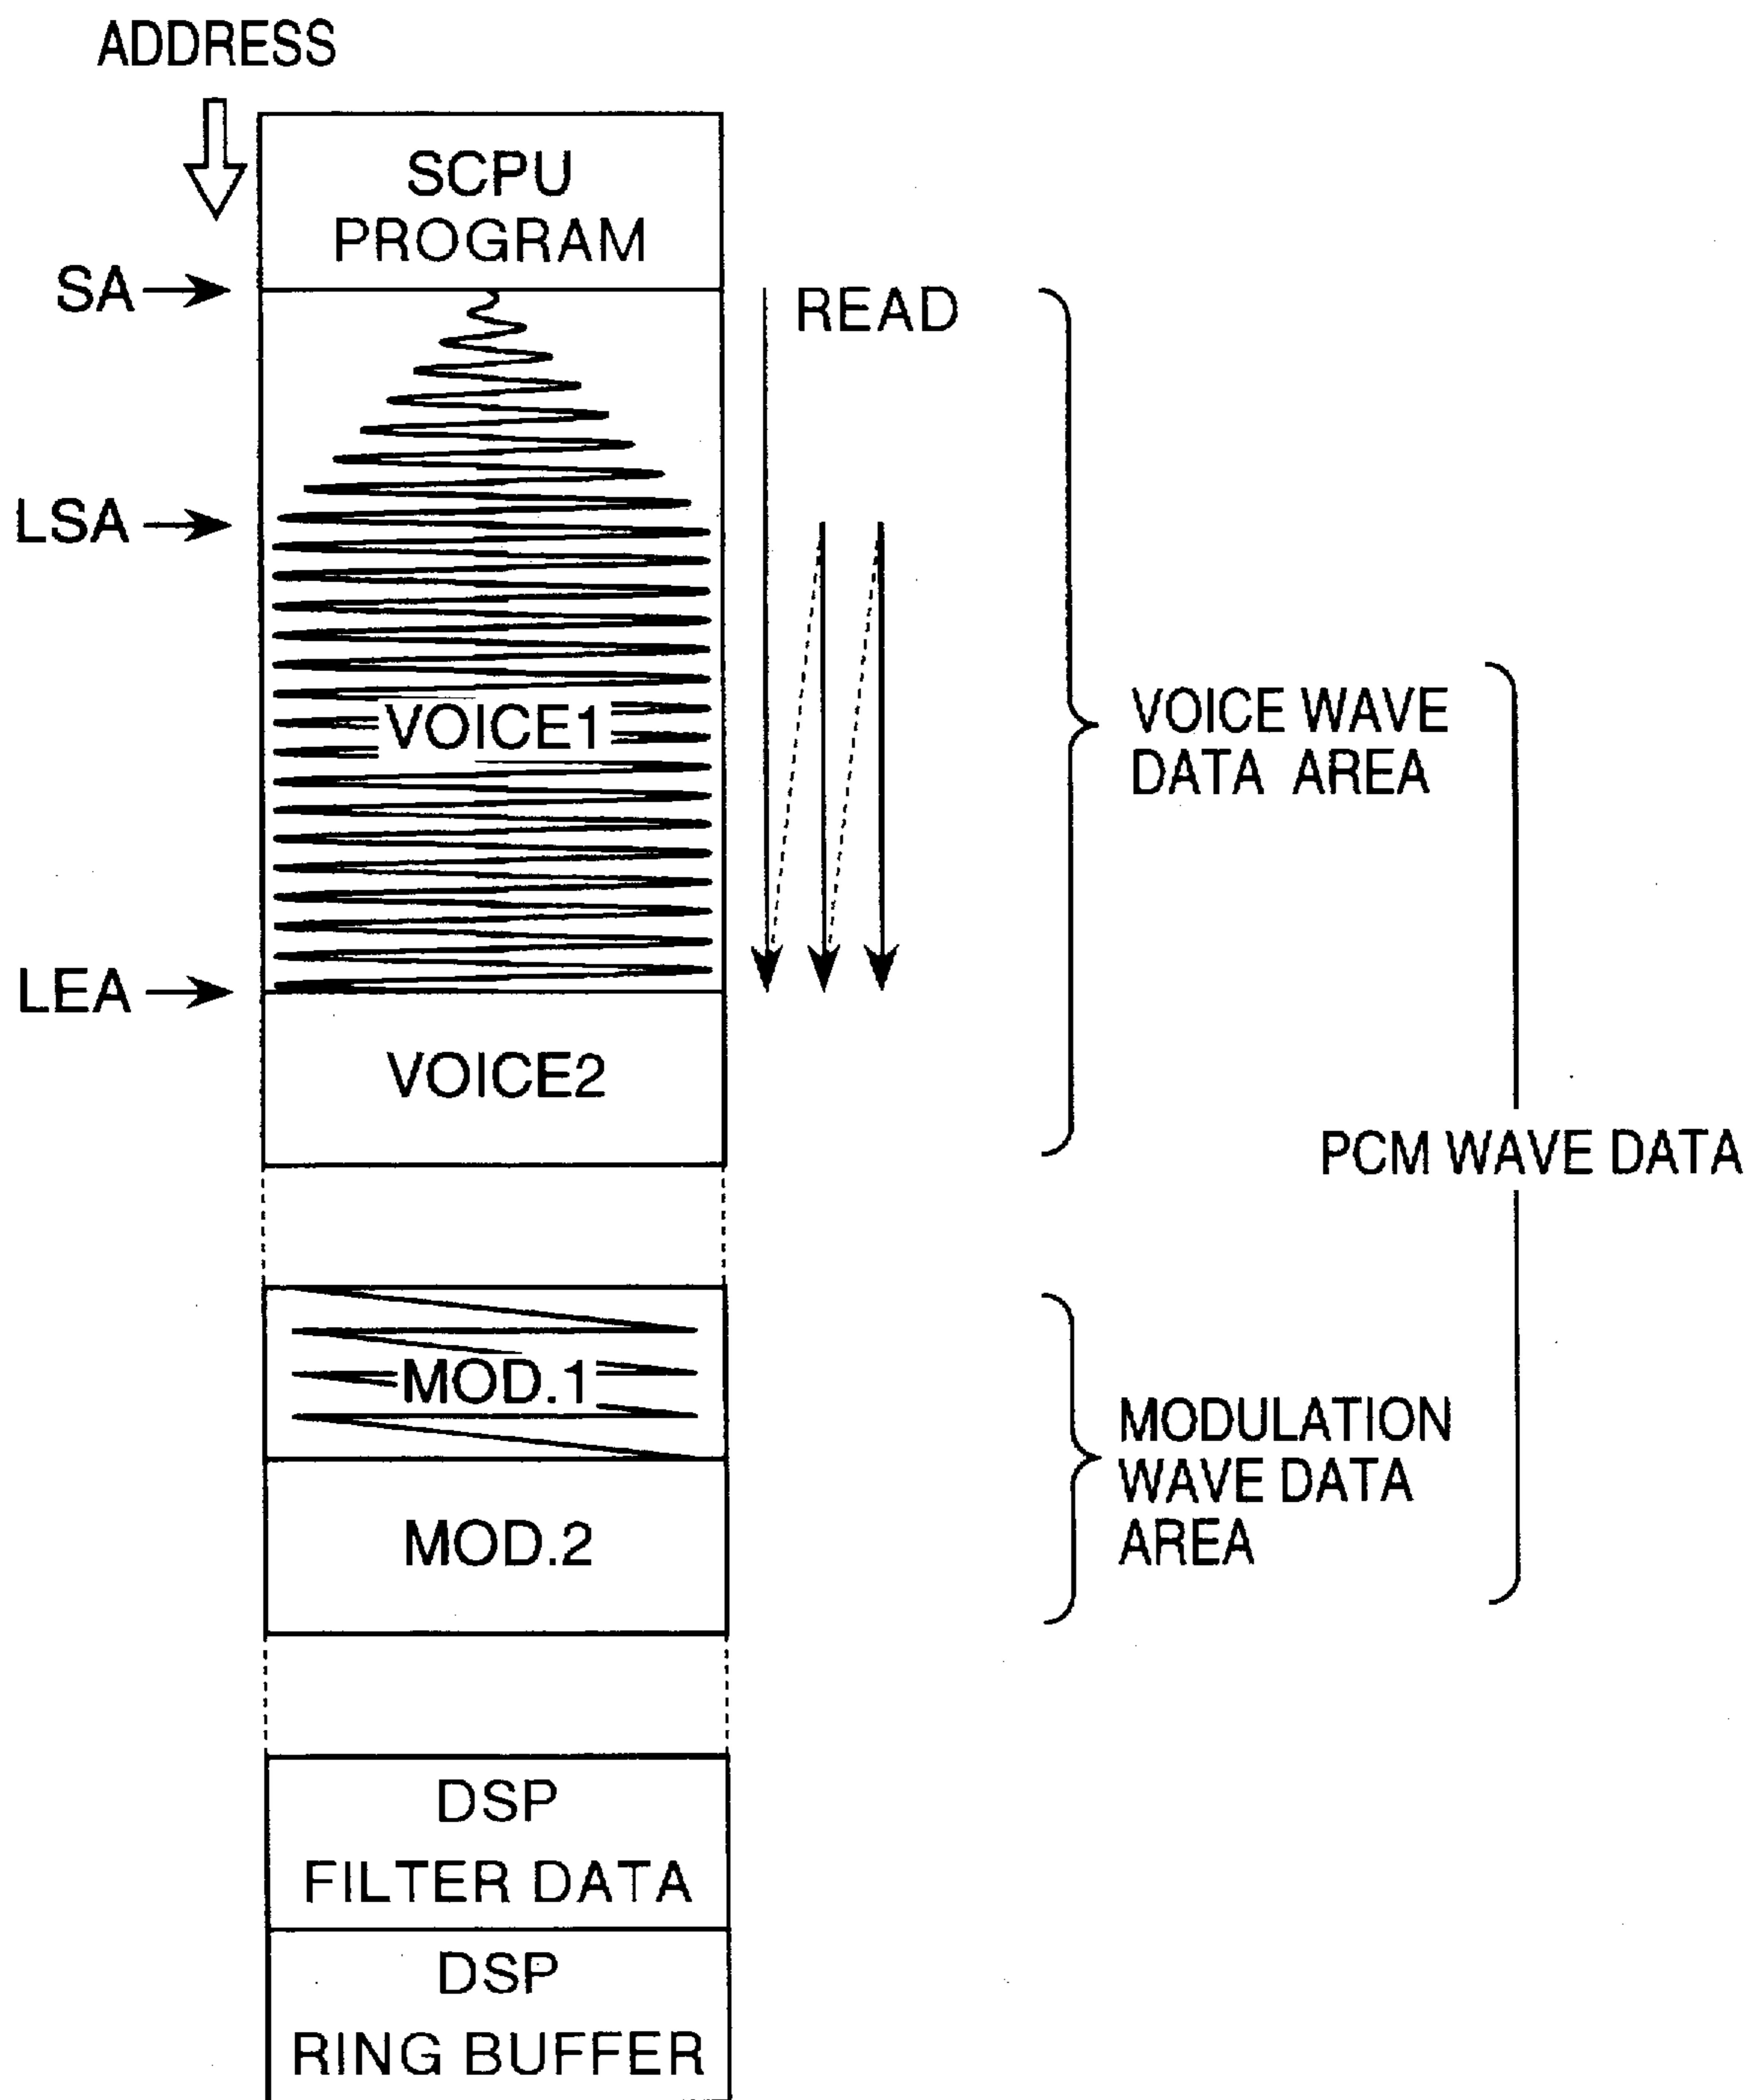 ADDRESS
SCPU
PROGRAM
SA
READ
LSA
VOICE1
VOICE WAVE
DATA AREA
LEA
VOICE2
PCM WAVE DATA
MOD.1
MODULATION
WAVE DATA
AREA
MOD.2
DSP
FILTER DATA
DSP
RING BUFFER